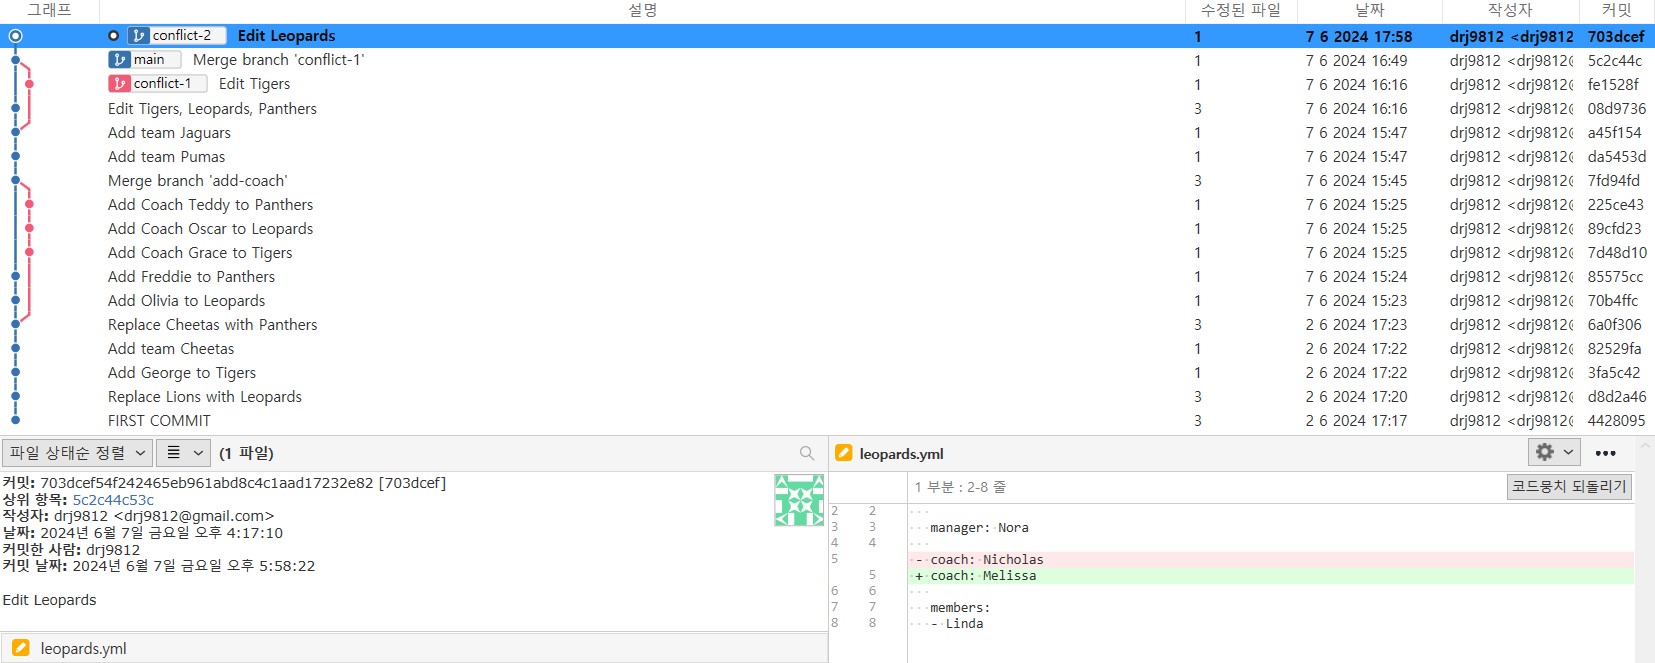 그래프 설명 수정된 파일 날짜 작성자 커밋
conflict-2 Edit Leopards 1 7 6 2024 17:58 drj9812 <drj9812 703dcef
main Merge branch 'conflict-1' 1 7 6 2024 16:49 drj9812 <drj9812@ 5c2c44c
conflict-1 Edit Tigers 1 7 6 2024 16:16 drj9812 <drj9812@ fe1528f
Edit Tigers, Leopards, Panthers 3 7 6 2024 16:16 drj9812 <drj9812@ 08d9736
Add team Jaguars 1 7 6 2024 15:47 drj9812 <drj9812@ a45f154
Add team Pumas 1 7 6 2024 15:47 drj9812 <drj9812@ da5453d
Merge branch 'add-coach' 3 7 6 2024 15:45 drj9812 <drj9812@ 7fd94fd
Add Coach Teddy to Panthers 1 7 6 2024 15:25 drj9812 <drj9812@ 225ce43
Add Coach Oscar to Leopards 1 7 6 2024 15:25 drj9812 <drj9812@ 89cfd23
Add Coach Grace to Tigers 1 7 6 2024 15:25 drj9812 <drj9812@ 7d48d10
Add Freddie to Panthers 1 7 6 2024 15:24 drj9812 <drj9812@ 85575cc
Add Olivia to Leopards 1 7 6 2024 15:23 drj9812 <drj9812@ 70b4ffc
Replace Cheetas with Panthers 3 2 6 2024 17:23 drj9812 <drj9812@ 6a0f306
Add team Cheetas 1 2 6 2024 17:22 drj9812 <drj9812@ 82529fa
Add George to Tigers 1 2 6 2024 17:22 drj9812 <drj9812@ 3fa5c42
Replace Lions with Leopards 3 2 6 2024 17:20 drj9812 <drj9812@ d8d2a46
FIRST COMMIT 3 2 6 2024 17:17 drj9812 <drj9812@ 4428095
파일 상태순 정렬 (1 파일)
커밋: 703dcef54f242465eb961abd8c4c1aad17232e82 [703dcef]
상위 항목: 5c2c44c53c
작성자: drj9812 <drj9812@gmail.com>
날짜: 2024년 6월 7일 금요일 오후 4:17:10
커밋한 사람: drj9812
커밋 날짜: 2024년 6월 7일 금요일 오후 5:58:22
Edit Leopards
leopards.yml
leopards.yml
1 부분 : 2-8 줄 코드뭉치 되돌리기
2 2
3 3 manager: Nora
4 4
5 - coach: Nicholas
5 + coach: Melissa
6 6
7 7 members:
8 8 - Linda